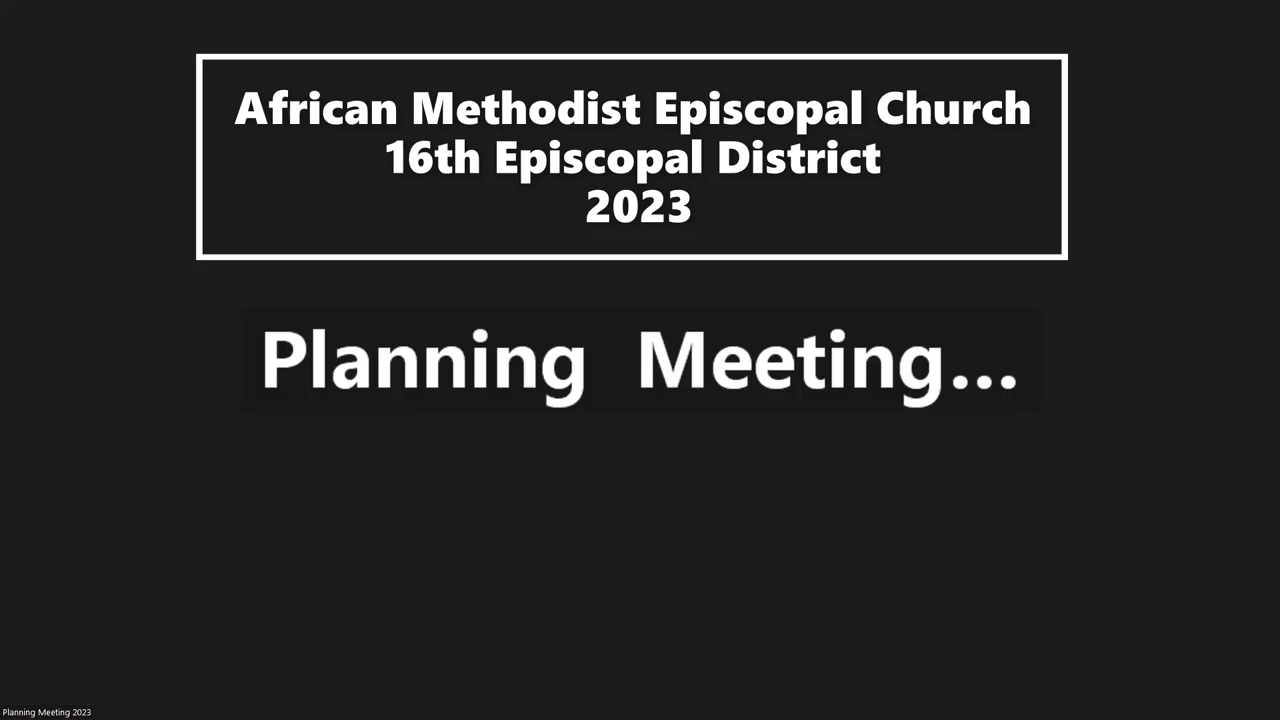 African Methodist Episcopal Church
16th Episcopal District
2023
Planning Meeting...
Planning Meeting 2023